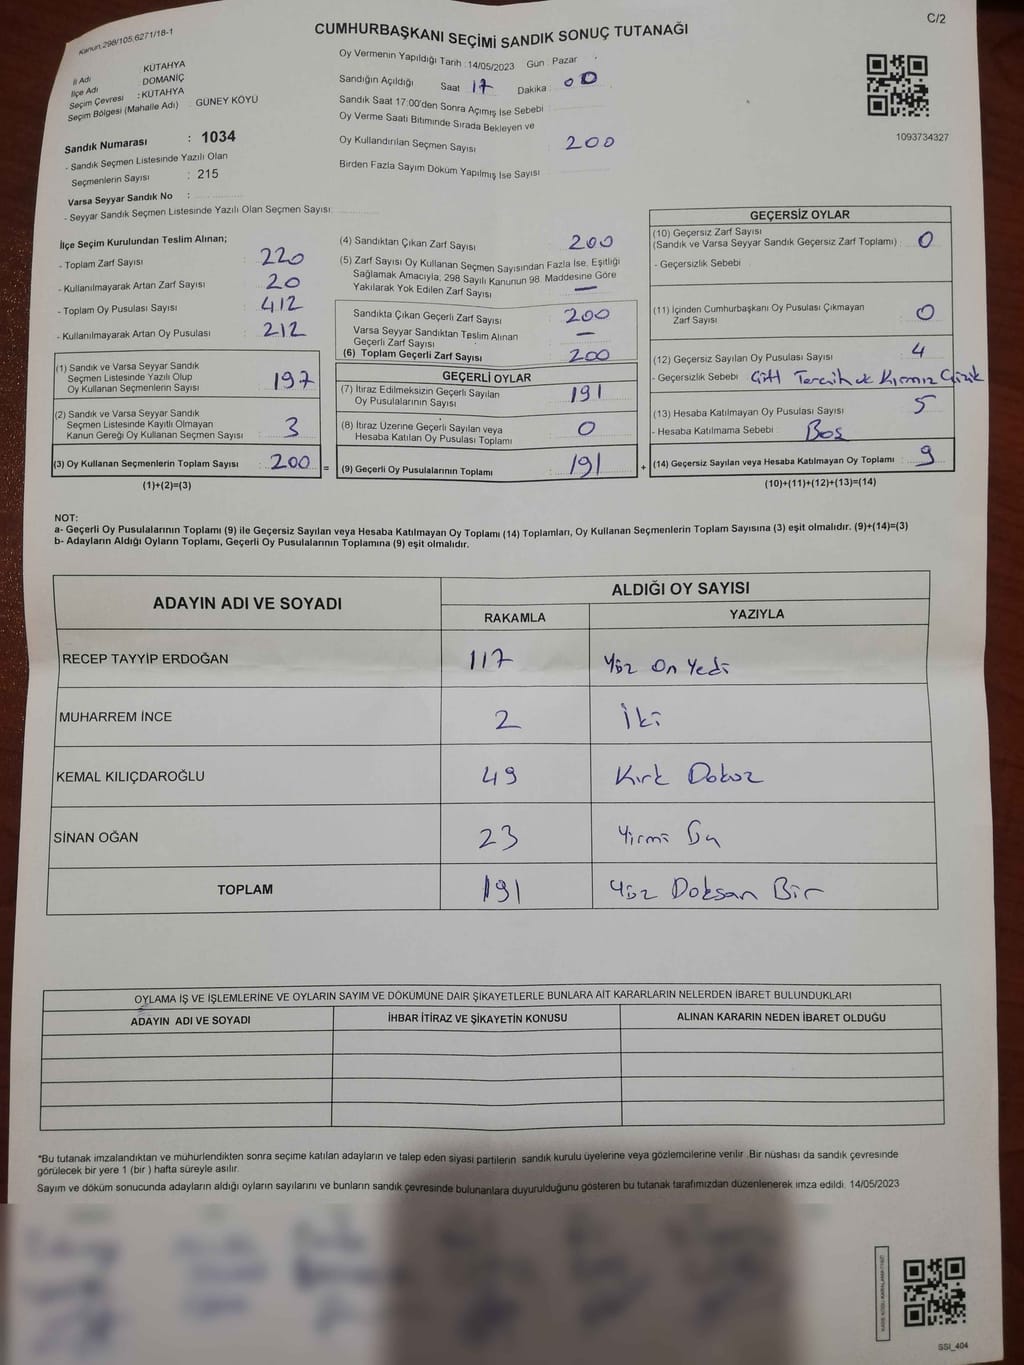 Kanun:298/105;6271/18-1
C/2
CUMHURBAŞKANI SEÇİMİ SANDIK SONUÇ TUTANAĞI
İl Adı KÜTAHYA
İlçe Adı DOMANİÇ
Seçim Çevresi : KÜTAHYA
Seçim Bölgesi (Mahalle Adı) GÜNEY KÖYÜ
Oy Vermenin Yapıldığı Tarih :14/05/2023 Gün : Pazar
Sandığın Açıldığı Saat 17 Dakika : 00
Sandık Saat 17:00'den Sonra Açımış İse Sebebi :
Oy Verme Saati Bitiminde Sırada Bekleyen ve
Oy Kullandırılan Seçmen Sayısı : 200
Birden Fazla Sayım Döküm Yapılmış İse Sayısı :
1093734327
Sandık Numarası : 1034
- Sandık Seçmen Listesinde Yazılı Olan
Seçmenlerin Sayısı : 215
Varsa Seyyar Sandık No :
- Seyyar Sandık Seçmen Listesinde Yazılı Olan Seçmen Sayısı:
İlçe Seçim Kurulundan Teslim Alınan;
- Toplam Zarf Sayısı : 220
- Kullanılmayarak Artan Zarf Sayısı : 20
- Toplam Oy Pusulası Sayısı : 412
- Kullanılmayarak Artan Oy Pusulası : 212
(1) Sandık ve Varsa Seyyar Sandık
Seçmen Listesinde Yazılı Olup
Oy Kullanan Seçmenlerin Sayısı : 197
(2) Sandık ve Varsa Seyyar Sandık
Seçmen Listesinde Kayıtlı Olmayan
Kanun Gereği Oy Kullanan Seçmen Sayısı : 3
(3) Oy Kullanan Seçmenlerin Toplam Sayısı : 200 =
(1)+(2)=(3)
(4) Sandıktan Çıkan Zarf Sayısı : 200
(5) Zarf Sayısı Oy Kullanan Seçmen Sayısından Fazla İse, Eşitliği
Sağlamak Amacıyla, 298 Sayılı Kanunun 98. Maddesine Göre
Yakılarak Yok Edilen Zarf Sayısı : —
Sandıkta Çıkan Geçerli Zarf Sayısı : 200
Varsa Seyyar Sandıktan Teslim Alınan
Geçerli Zarf Sayısı : —
(6) Toplam Geçerli Zarf Sayısı : 200
GEÇERLİ OYLAR
(7) İtiraz Edilmeksizin Geçerli Sayılan
Oy Pusulalarının Sayısı : 191
(8) İtiraz Üzerine Geçerli Sayılan veya
Hesaba Katılan Oy Pusulası Toplamı : 0
(9) Geçerli Oy Pusulalarının Toplamı : 191 +
GEÇERSİZ OYLAR
(10) Geçersiz Zarf Sayısı
(Sandık ve Varsa Seyyar Sandık Geçersiz Zarf Toplamı) : 0
- Geçersizlik Sebebi :
(11) İçinden Cumhurbaşkanı Oy Pusulası Çıkmayan
Zarf Sayısı : 0
(12) Geçersiz Sayılan Oy Pusulası Sayısı : 4
- Geçersizlik Sebebi : Çift Tercih
(13) Hesaba Katılmayan Oy Pusulası Sayısı : 5
- Hesaba Katılmama Sebebi : Boş
(14) Geçersiz Sayılan veya Hesaba Katılmayan Oy Toplamı : 9
(10)+(11)+(12)+(13)=(14)
NOT:
a- Geçerli Oy Pusulalarının Toplamı (9) ile Geçersiz Sayılan veya Hesaba Katılmayan Oy Toplamı (14) Toplamları, Oy Kullanan Seçmenlerin Toplam Sayısına (3) eşit olmalıdır. (9)+(14)=(3)
b- Adayların Aldığı Oyların Toplamı, Geçerli Oy Pusulalarının Toplamına (9) eşit olmalıdır.
ADAYIN ADI VE SOYADI
ALDIĞI OY SAYISI
RAKAMLA YAZIYLA
RECEP TAYYİP ERDOĞAN 117 Yüz On Yedi
MUHARREM İNCE 2 İki
KEMAL KILIÇDAROĞLU 49 Kırk Dokuz
SİNAN OĞAN 23 Yirmi Üç
TOPLAM 191 Yüz Doksan Bir
OYLAMA İŞ VE İŞLEMLERİNE VE OYLARIN SAYIM VE DÖKÜMÜNE DAİR ŞİKAYETLERLE BUNLARA AİT KARARLARIN NELERDEN İBARET BULUNDUKLARI
ADAYIN ADI VE SOYADI İHBAR İTİRAZ VE ŞİKAYETİN KONUSU ALINAN KARARIN NEDEN İBARET OLDUĞU
*Bu tutanak imzalandıktan ve mühürlendikten sonra seçime katılan adayların ve talep eden siyasi partilerin sandık kurulu üyelerine veya gözlemcilerine verilir .Bir nüshası da sandık çevresinde
görülecek bir yere 1 (bir ) hafta süreyle asılır.
Sayım ve döküm sonucunda adayların aldığı oyların sayılarını ve bunların sandık çevresinde bulunanlara duyurulduğunu gösteren bu tutanak tarafımızdan düzenlenerek imza edildi. 14/05/2023
SSİ_404